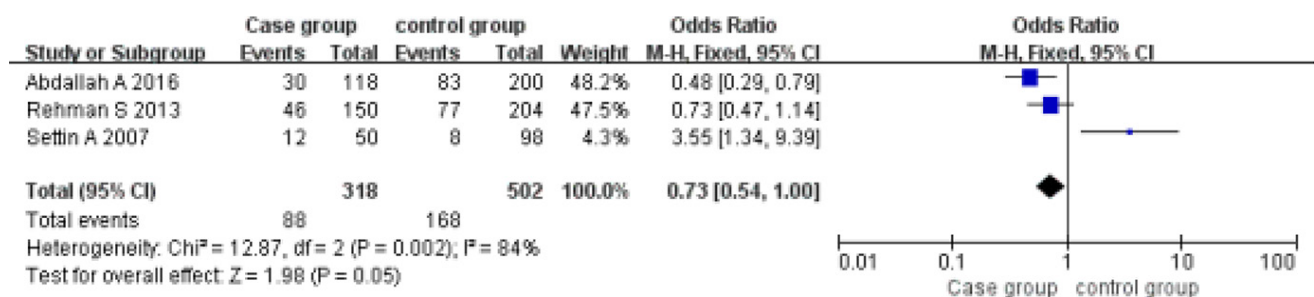 Case group control group Odds Ratio Odds Ratio
Study or Subgroup Events Total Events Total Weight M-H, Fixed, 95% CI M-H, Fixed, 95% CI
Abdallah A 2016 30 118 83 200 48.2% 0.48 [0.29, 0.79]
Rehman S 2013 46 150 77 204 47.5% 0.73 [0.47, 1.14]
Settin A 2007 12 50 8 98 4.3% 3.55 [1.34, 9.39]
Total (95% CI) 318 502 100.0% 0.73 [0.54, 1.00]
Total events 88 168
Heterogeneity: Chi² = 12.87, df = 2 (P = 0.002); I² = 84%
Test for overall effect: Z = 1.98 (P = 0.05)
0.01 0.1 1 10 100
Case group control group